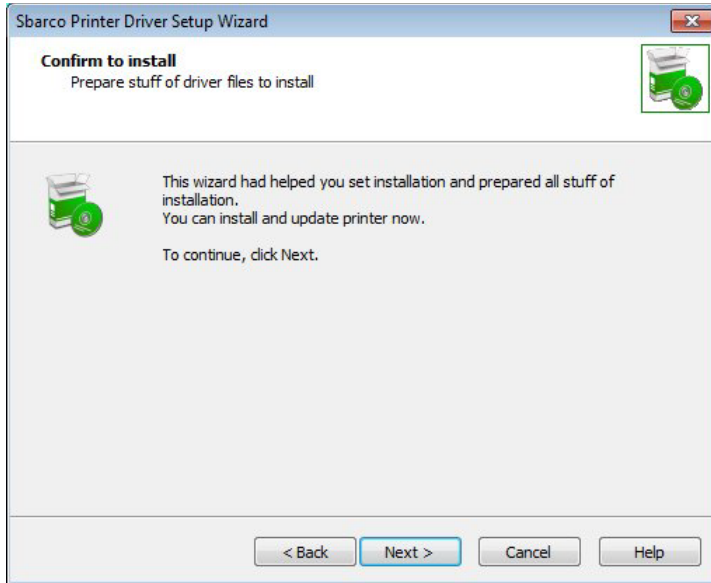 Sbarco Printer Driver Setup Wizard
Confirm to install
Prepare stuff of driver files to install
This wizard had helped you set installation and prepared all stuff of
installation.
You can install and update printer now.
To continue, click Next.
< Back
Next >
Cancel
Help